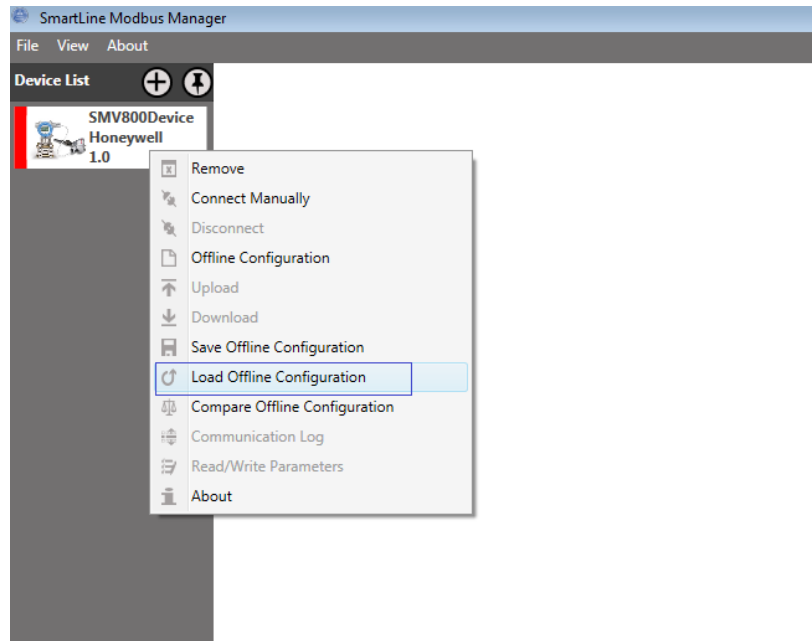 SmartLine Modbus Manager
File View About
Device List
SMV800Device
Honeywell
1.0
Remove
Connect Manually
Disconnect
Offline Configuration
Upload
Download
Save Offline Configuration
Load Offline Configuration
Compare Offline Configuration
Communication Log
Read/Write Parameters
About